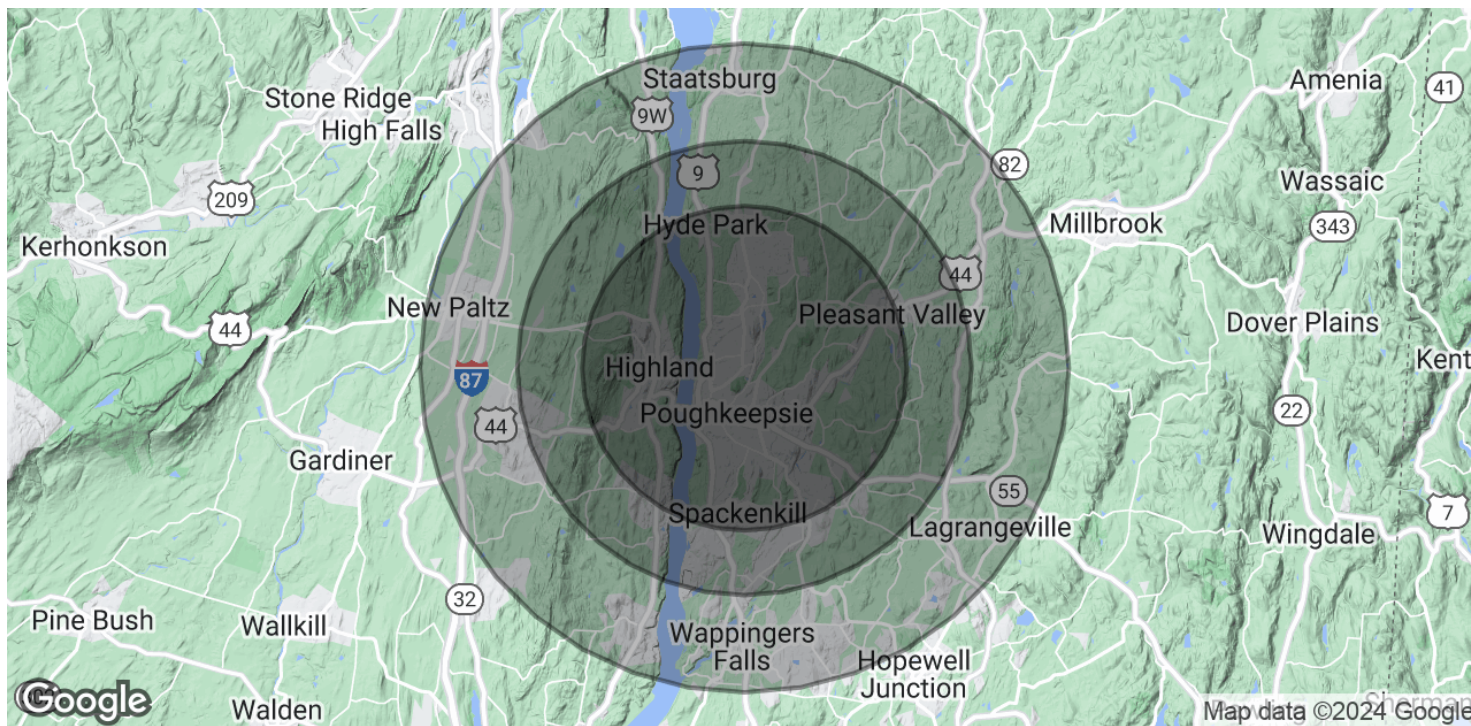 Staatsburg
Amenia
Stone Ridge
41
9W
High Falls
82
9
Wassaic
209
Hyde Park
Millbrook
343
Kerhonkson
44
New Paltz
Pleasant Valley
44
Dover Plains
Highland
Kent
87
22
Poughkeepsie
44
Gardiner
55
Spackenkill
7
Lagrangeville
Wingdale
32
Pine Bush
Wallkill
Wappingers
Falls
Hopewell
Junction
Google
Walden
Map data ©2024 Google